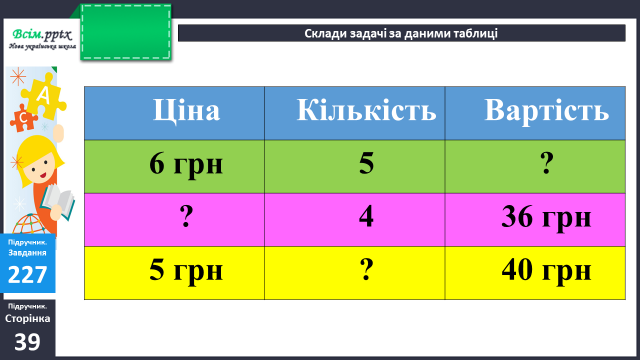 Всім.pptx
Нова українська школа
Склади задачі за даними таблиці
A
C
Ціна Кількість Вартість
6 грн 5 ?
? 4 36 грн
5 грн ? 40 грн
Підручник.
Завдання
227
Підручник.
Сторінка
39